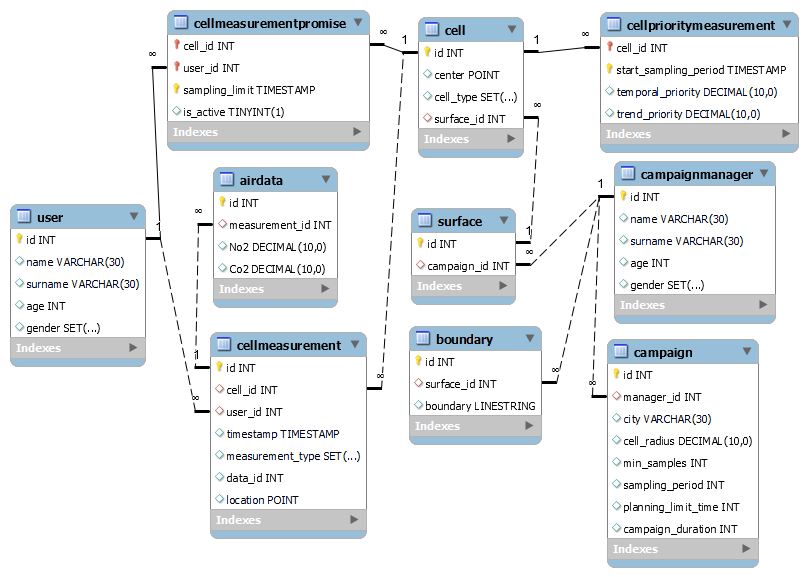 cellmeasurementpromise
cell_id INT
user_id INT
sampling_limit TIMESTAMP
is_active TINYINT(1)
Indexes
cell
id INT
center POINT
cell_type SET(...)
surface_id INT
Indexes
cellprioritymeasurement
cell_id INT
start_sampling_period TIMESTAMP
temporal_priority DECIMAL(10,0)
trend_priority DECIMAL(10,0)
Indexes
∞
∞
1
1
∞
∞
airdata
id INT
measurement_id INT
No2 DECIMAL(10,0)
Co2 DECIMAL(10,0)
Indexes
∞
1
campaignmanager
id INT
name VARCHAR(30)
surname VARCHAR(30)
age INT
gender SET(...)
Indexes
1
user
id INT
name VARCHAR(30)
surname VARCHAR(30)
age INT
gender SET(...)
Indexes
1
surface
id INT
campaign_id INT
Indexes
1
∞
cellmeasurement
id INT
cell_id INT
user_id INT
timestamp TIMESTAMP
measurement_type SET(...)
data_id INT
location POINT
Indexes
∞
∞
boundary
id INT
surface_id INT
boundary LINESTRING
Indexes
∞
campaign
id INT
manager_id INT
city VARCHAR(30)
cell_radius DECIMAL(10,0)
min_samples INT
sampling_period INT
planning_limit_time INT
campaign_duration INT
Indexes
∞